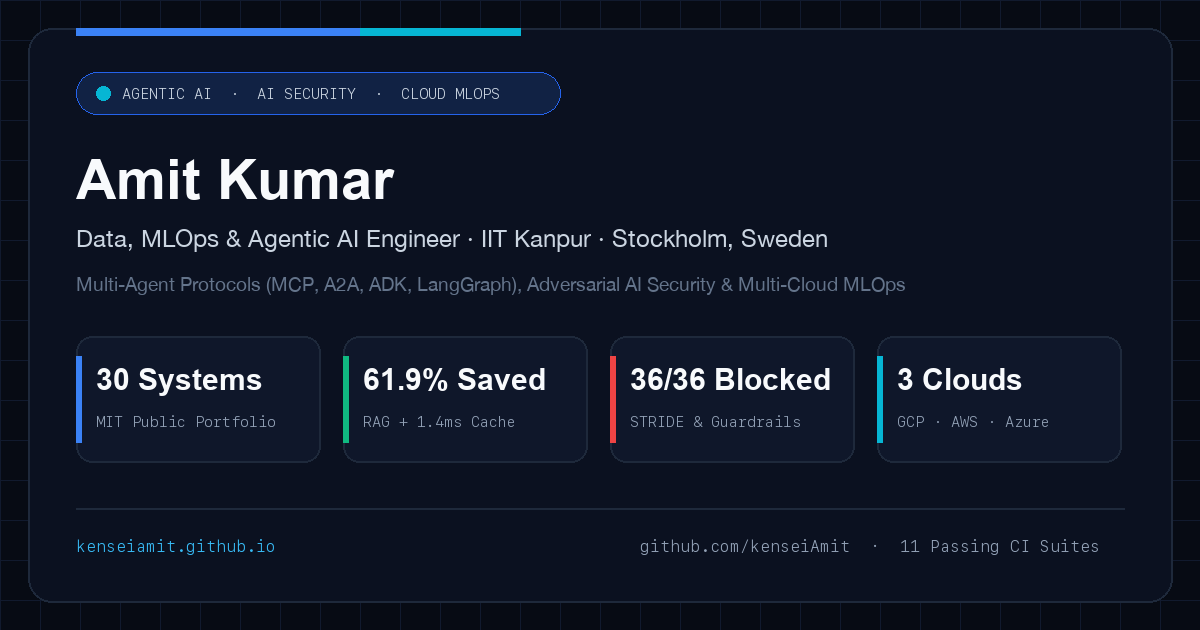 AGENTIC AI · AI SECURITY · CLOUD MLOPS
Amit Kumar
Data, MLOps & Agentic AI Engineer · IIT Kanpur · Stockholm, Sweden
Multi-Agent Protocols (MCP, A2A, ADK, LangGraph), Adversarial AI Security & Multi-Cloud MLOps
30 Systems
MIT Public Portfolio
61.9% Saved
RAG + 1.4ms Cache
36/36 Blocked
STRIDE & Guardrails
3 Clouds
GCP · AWS · Azure
kenseiamit.github.io
github.com/kenseiAmit · 11 Passing CI Suites